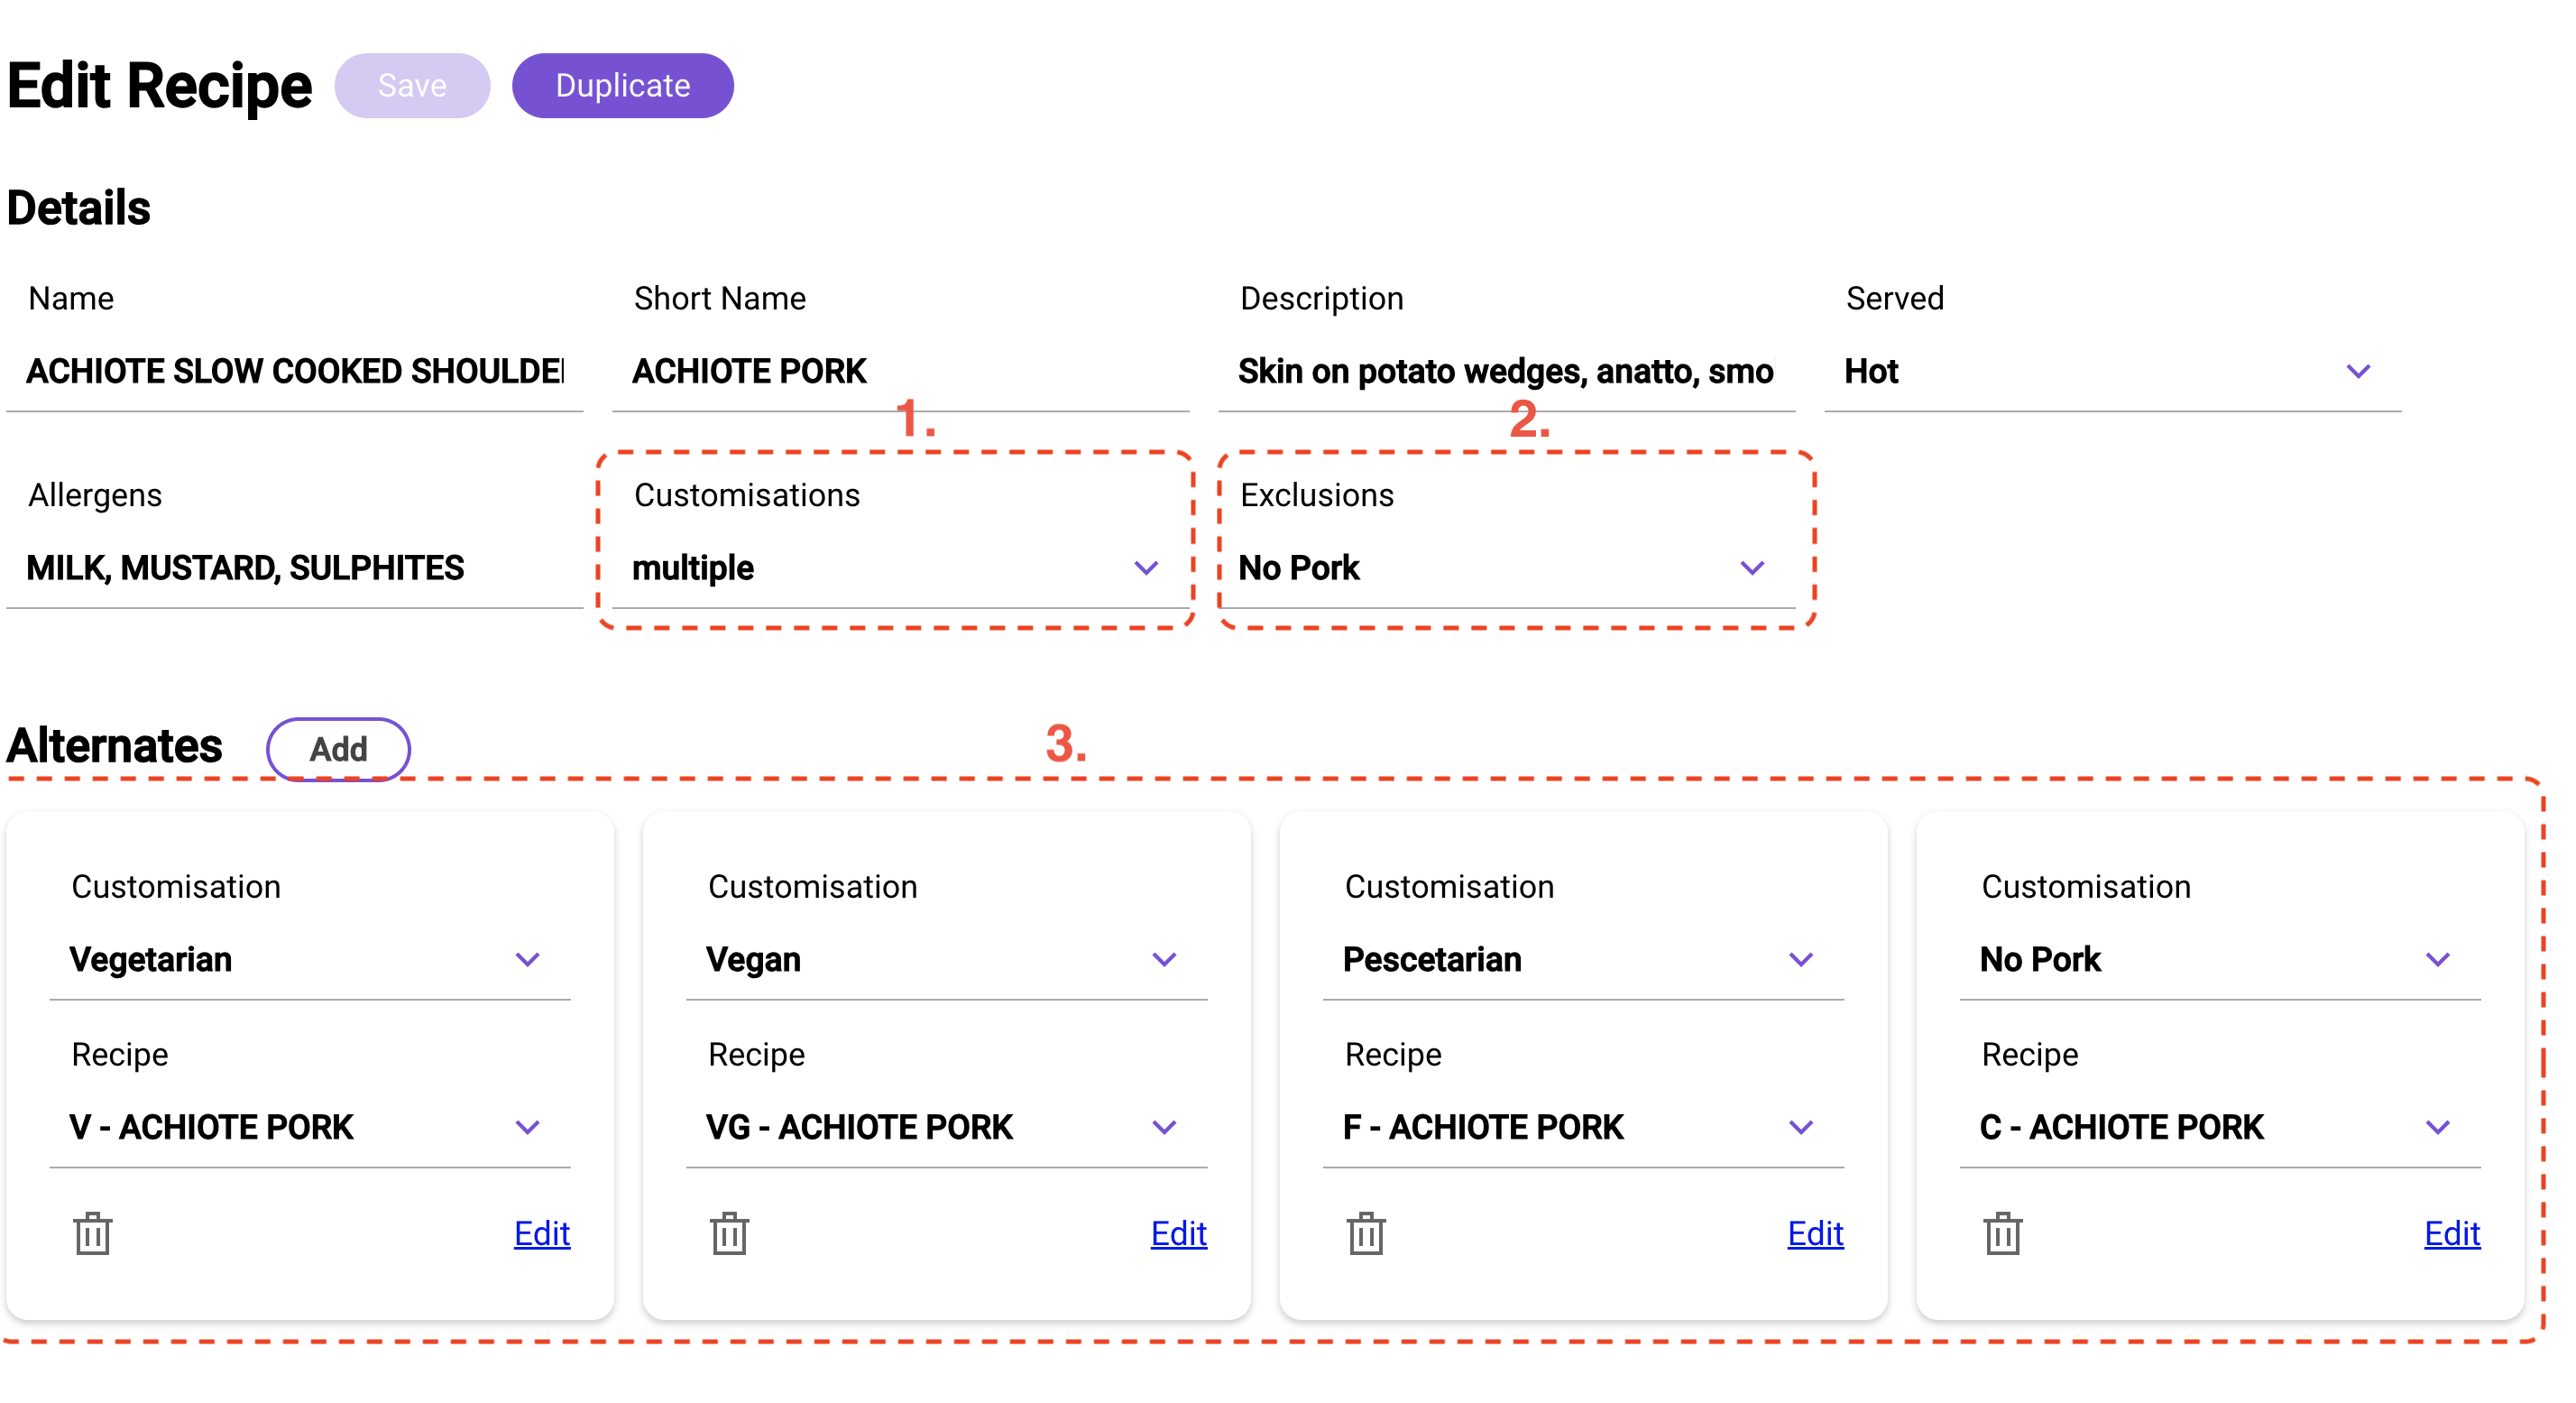 Edit Recipe Save Duplicate
Details
Name Short Name Description Served
ACHIOTE SLOW COOKED SHOULDE ACHIOTE PORK Skin on potato wedges, anatto, smo Hot
1. 2.
Allergens Customisations Exclusions
MILK, MUSTARD, SULPHITES multiple No Pork
Alternates Add 3.
Customisation Customisation Customisation Customisation
Vegetarian Vegan Pescetarian No Pork
Recipe Recipe Recipe Recipe
V - ACHIOTE PORK VG - ACHIOTE PORK F - ACHIOTE PORK C - ACHIOTE PORK
Edit Edit Edit Edit